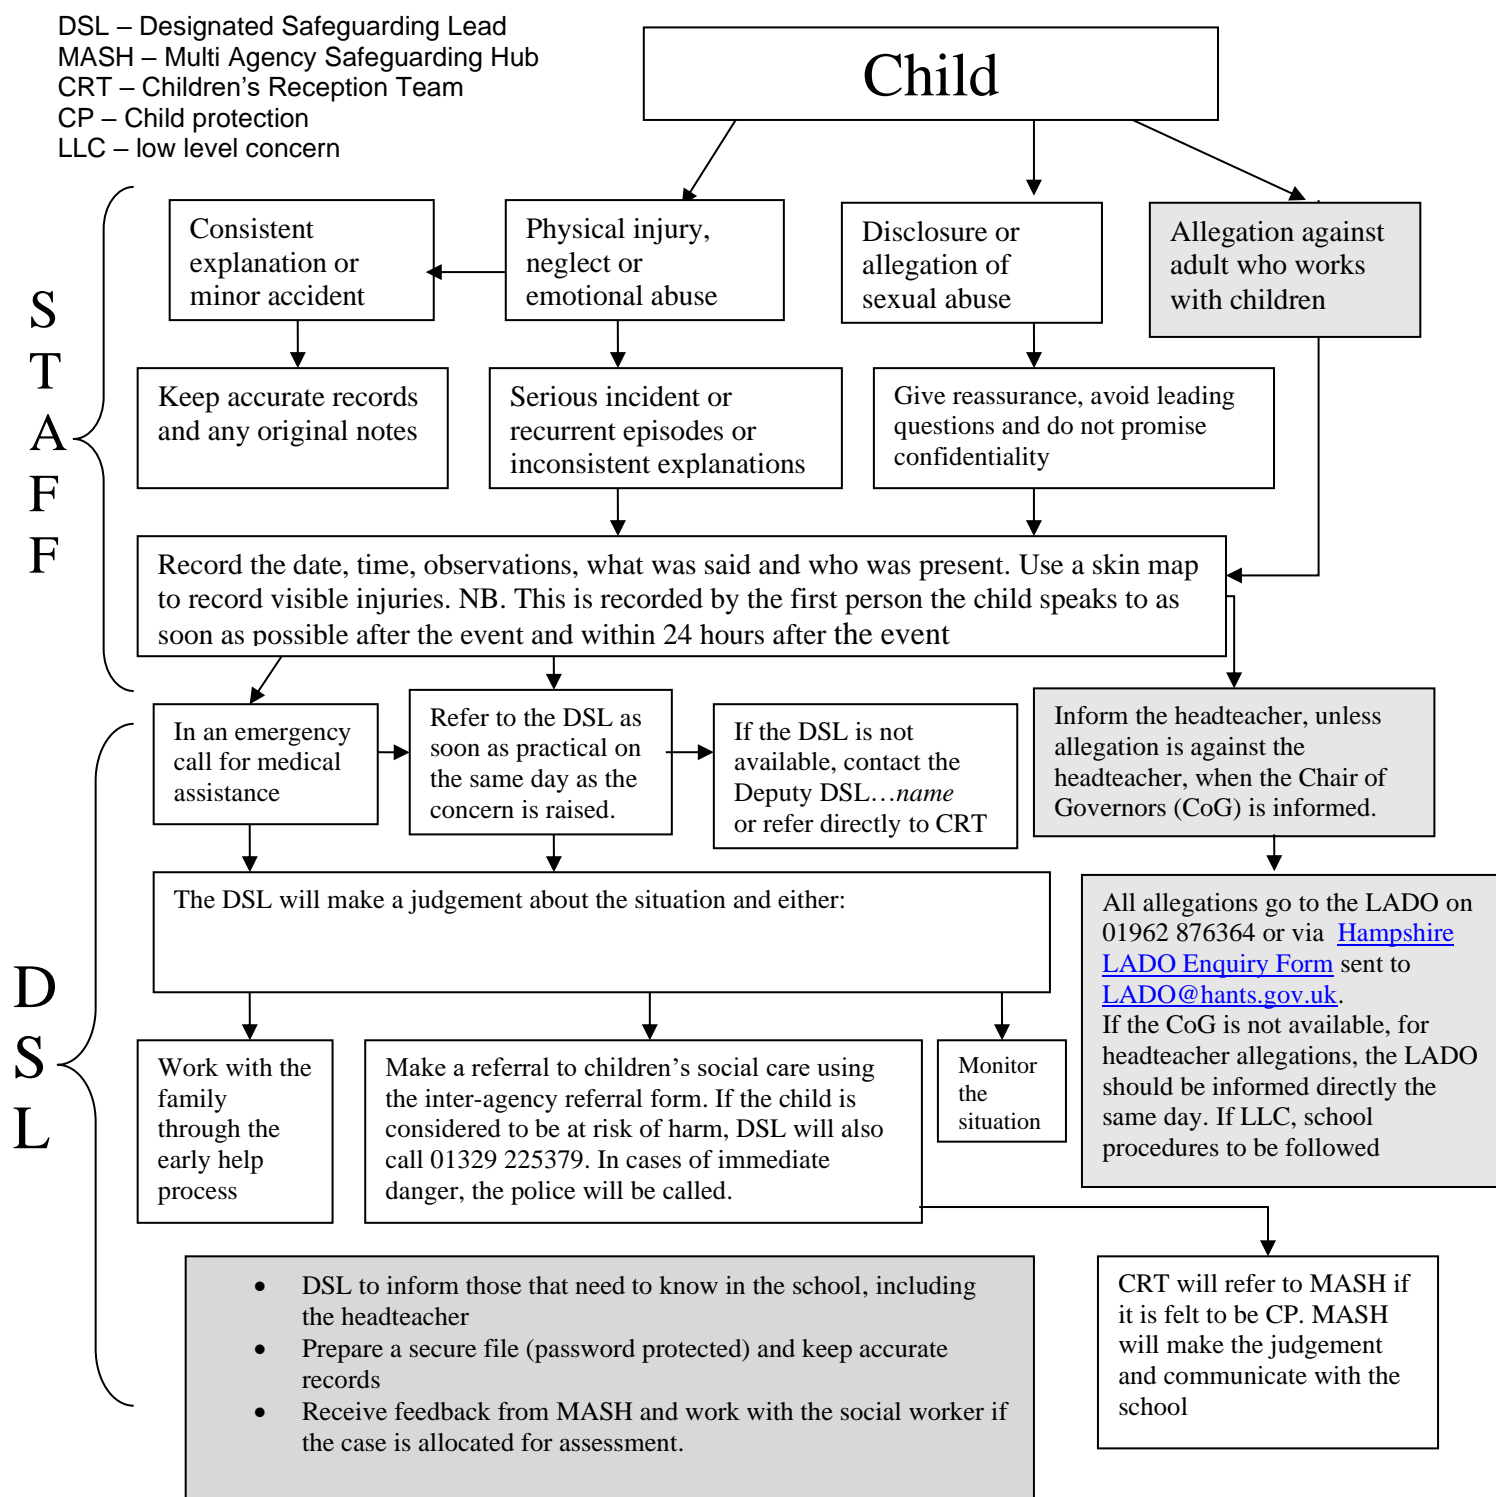 DSL – Designated Safeguarding Lead
MASH – Multi Agency Safeguarding Hub
CRT – Children's Reception Team
CP – Child protection
LLC – low level concern
Child
S
T
A
F
F
Consistent
explanation or
minor accident
Physical injury,
neglect or
emotional abuse
Disclosure or
allegation of
sexual abuse
Allegation against
adult who works
with children
Keep accurate records
and any original notes
Serious incident or
recurrent episodes or
inconsistent explanations
Give reassurance, avoid leading
questions and do not promise
confidentiality
Record the date, time, observations, what was said and who was present. Use a skin map
to record visible injuries. NB. This is recorded by the first person the child speaks to as
soon as possible after the event and within 24 hours after the event
D
S
L
In an emergency
call for medical
assistance
Refer to the DSL as
soon as practical on
the same day as the
concern is raised.
If the DSL is not
available, contact the
Deputy DSL…name
or refer directly to CRT
Inform the headteacher, unless
allegation is against the
headteacher, when the Chair of
Governors (CoG) is informed.
The DSL will make a judgement about the situation and either:
All allegations go to the LADO on
01962 876364 or via  Hampshire
LADO Enquiry Form sent to
LADO@hants.gov.uk.
If the CoG is not available, for
headteacher allegations, the LADO
should be informed directly the
same day. If LLC, school
procedures to be followed
Work with the
family
through the
early help
process
Make a referral to children's social care using
the inter-agency referral form. If the child is
considered to be at risk of harm, DSL will also
call 01329 225379. In cases of immediate
danger, the police will be called.
Monitor
the
situation
• DSL to inform those that need to know in the school, including
the headteacher
• Prepare a secure file (password protected) and keep accurate
records
• Receive feedback from MASH and work with the social worker if
the case is allocated for assessment.
CRT will refer to MASH if
it is felt to be CP. MASH
will make the judgement
and communicate with the
school